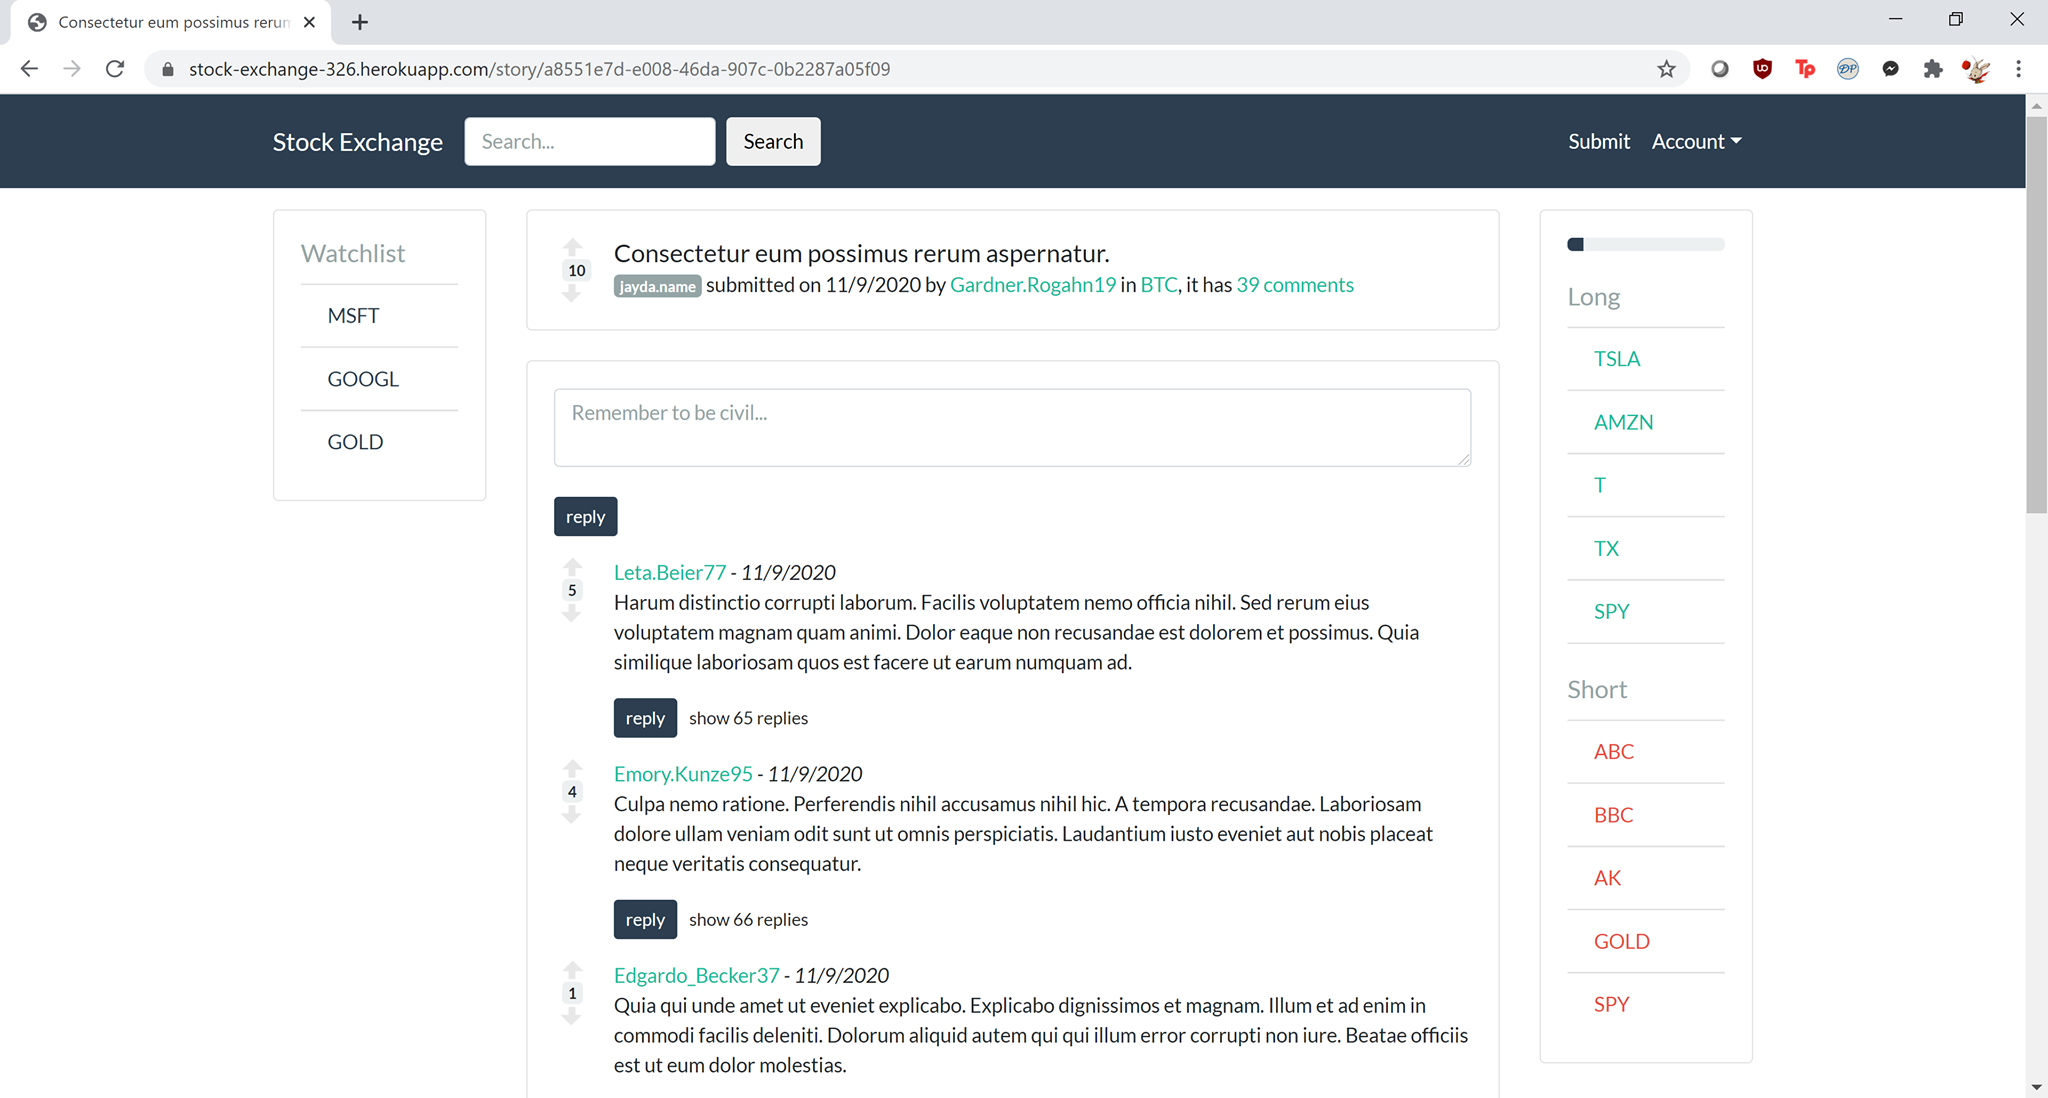 Consectetur eum possimus rerum
stock-exchange-326.herokuapp.com/story/a8551e7d-e008-46da-907c-0b2287a05f09
Stock Exchange
Search...
Search
Submit
Account
Watchlist
MSFT
GOOGL
GOLD
10
Consectetur eum possimus rerum aspernatur.
jayda.name submitted on 11/9/2020 by Gardner.Rogahn19 in BTC, it has 39 comments
Remember to be civil...
reply
5
Leta.Beier77 - 11/9/2020
Harum distinctio corrupti laborum. Facilis voluptatem nemo officia nihil. Sed rerum eius
voluptatem magnam quam animi. Dolor eaque non recusandae est dolorem et possimus. Quia
similique laboriosam quos est facere ut earum numquam ad.
reply show 65 replies
4
Emory.Kunze95 - 11/9/2020
Culpa nemo ratione. Perferendis nihil accusamus nihil hic. A tempora recusandae. Laboriosam
dolore ullam veniam odit sunt ut omnis perspiciatis. Laudantium iusto eveniet aut nobis placeat
neque veritatis consequatur.
reply show 66 replies
1
Edgardo_Becker37 - 11/9/2020
Quia qui unde amet ut eveniet explicabo. Explicabo dignissimos et magnam. Illum et ad enim in
commodi facilis deleniti. Dolorum aliquid autem qui qui illum error corrupti non iure. Beatae officiis
est ut eum dolor molestias.
Long
TSLA
AMZN
T
TX
SPY
Short
ABC
BBC
AK
GOLD
SPY